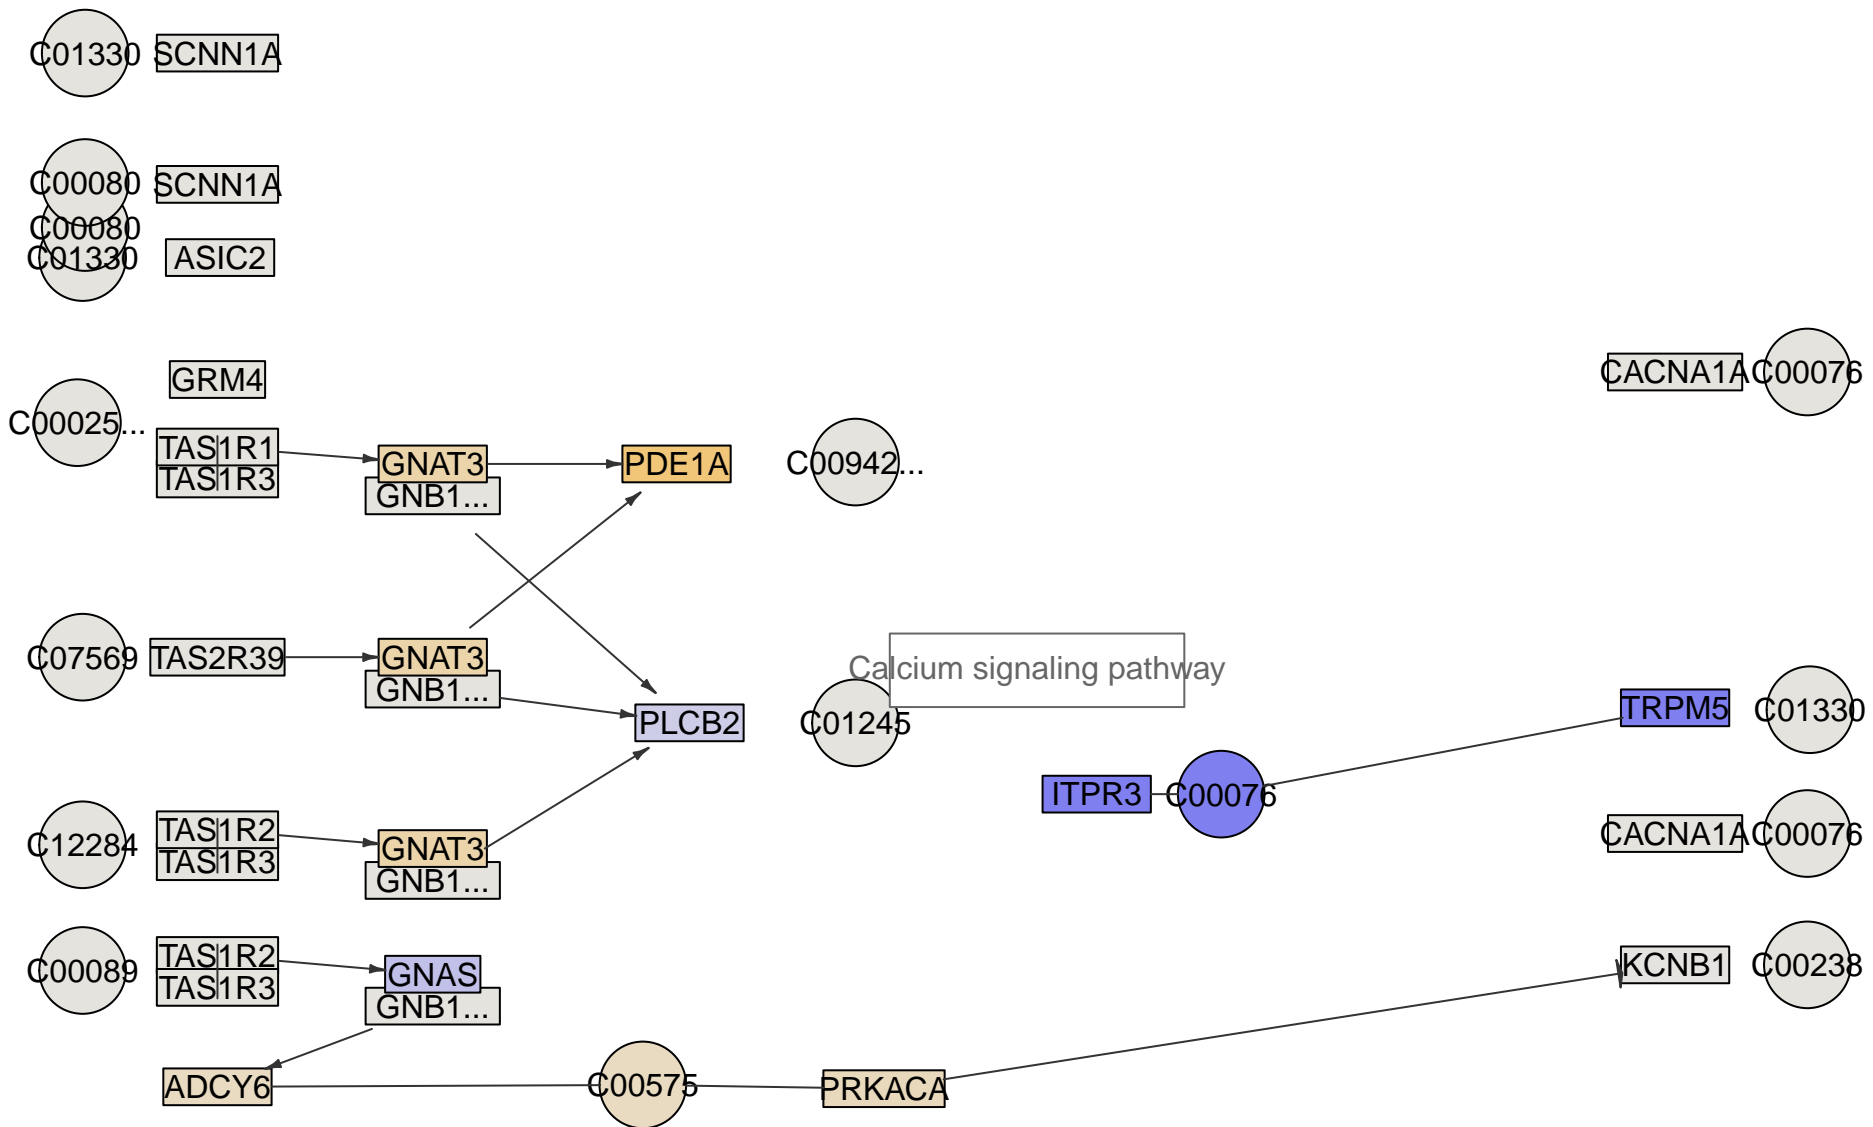 C01330 SCNN1A
C00080 SCNN1A
C00080
C01330 ASIC2
GRM4
CACNA1A C00076
C00025...
TAS1R1
GNAT3 PDE1A C00942...
TAS1R3
GNB1...
C07569 TAS2R39 GNAT3
Calcium signaling pathway
GNB1...
PLCB2 C01245
TRPM5 C01330
ITPR3 C00076
TAS1R2
CACNA1A C00076
C12284
GNAT3
TAS1R3
GNB1...
TAS1R2
C00089
GNAS
KCNB1 C00238
TAS1R3
GNB1...
ADCY6 C00575 PRKACA